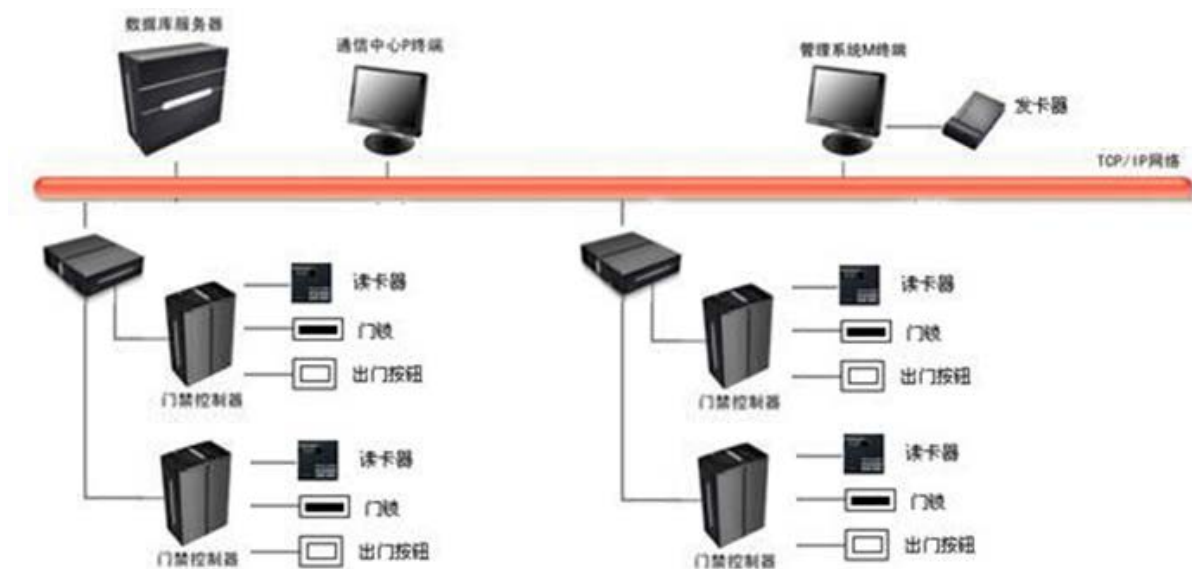 数据库服务器
通信中心P终端
管理系统M终端
发卡器
TCP/IP网络
读卡器
门锁
出门按钮
门禁控制器
读卡器
门锁
出门按钮
门禁控制器
读卡器
门锁
出门按钮
门禁控制器
读卡器
门锁
出门按钮
门禁控制器